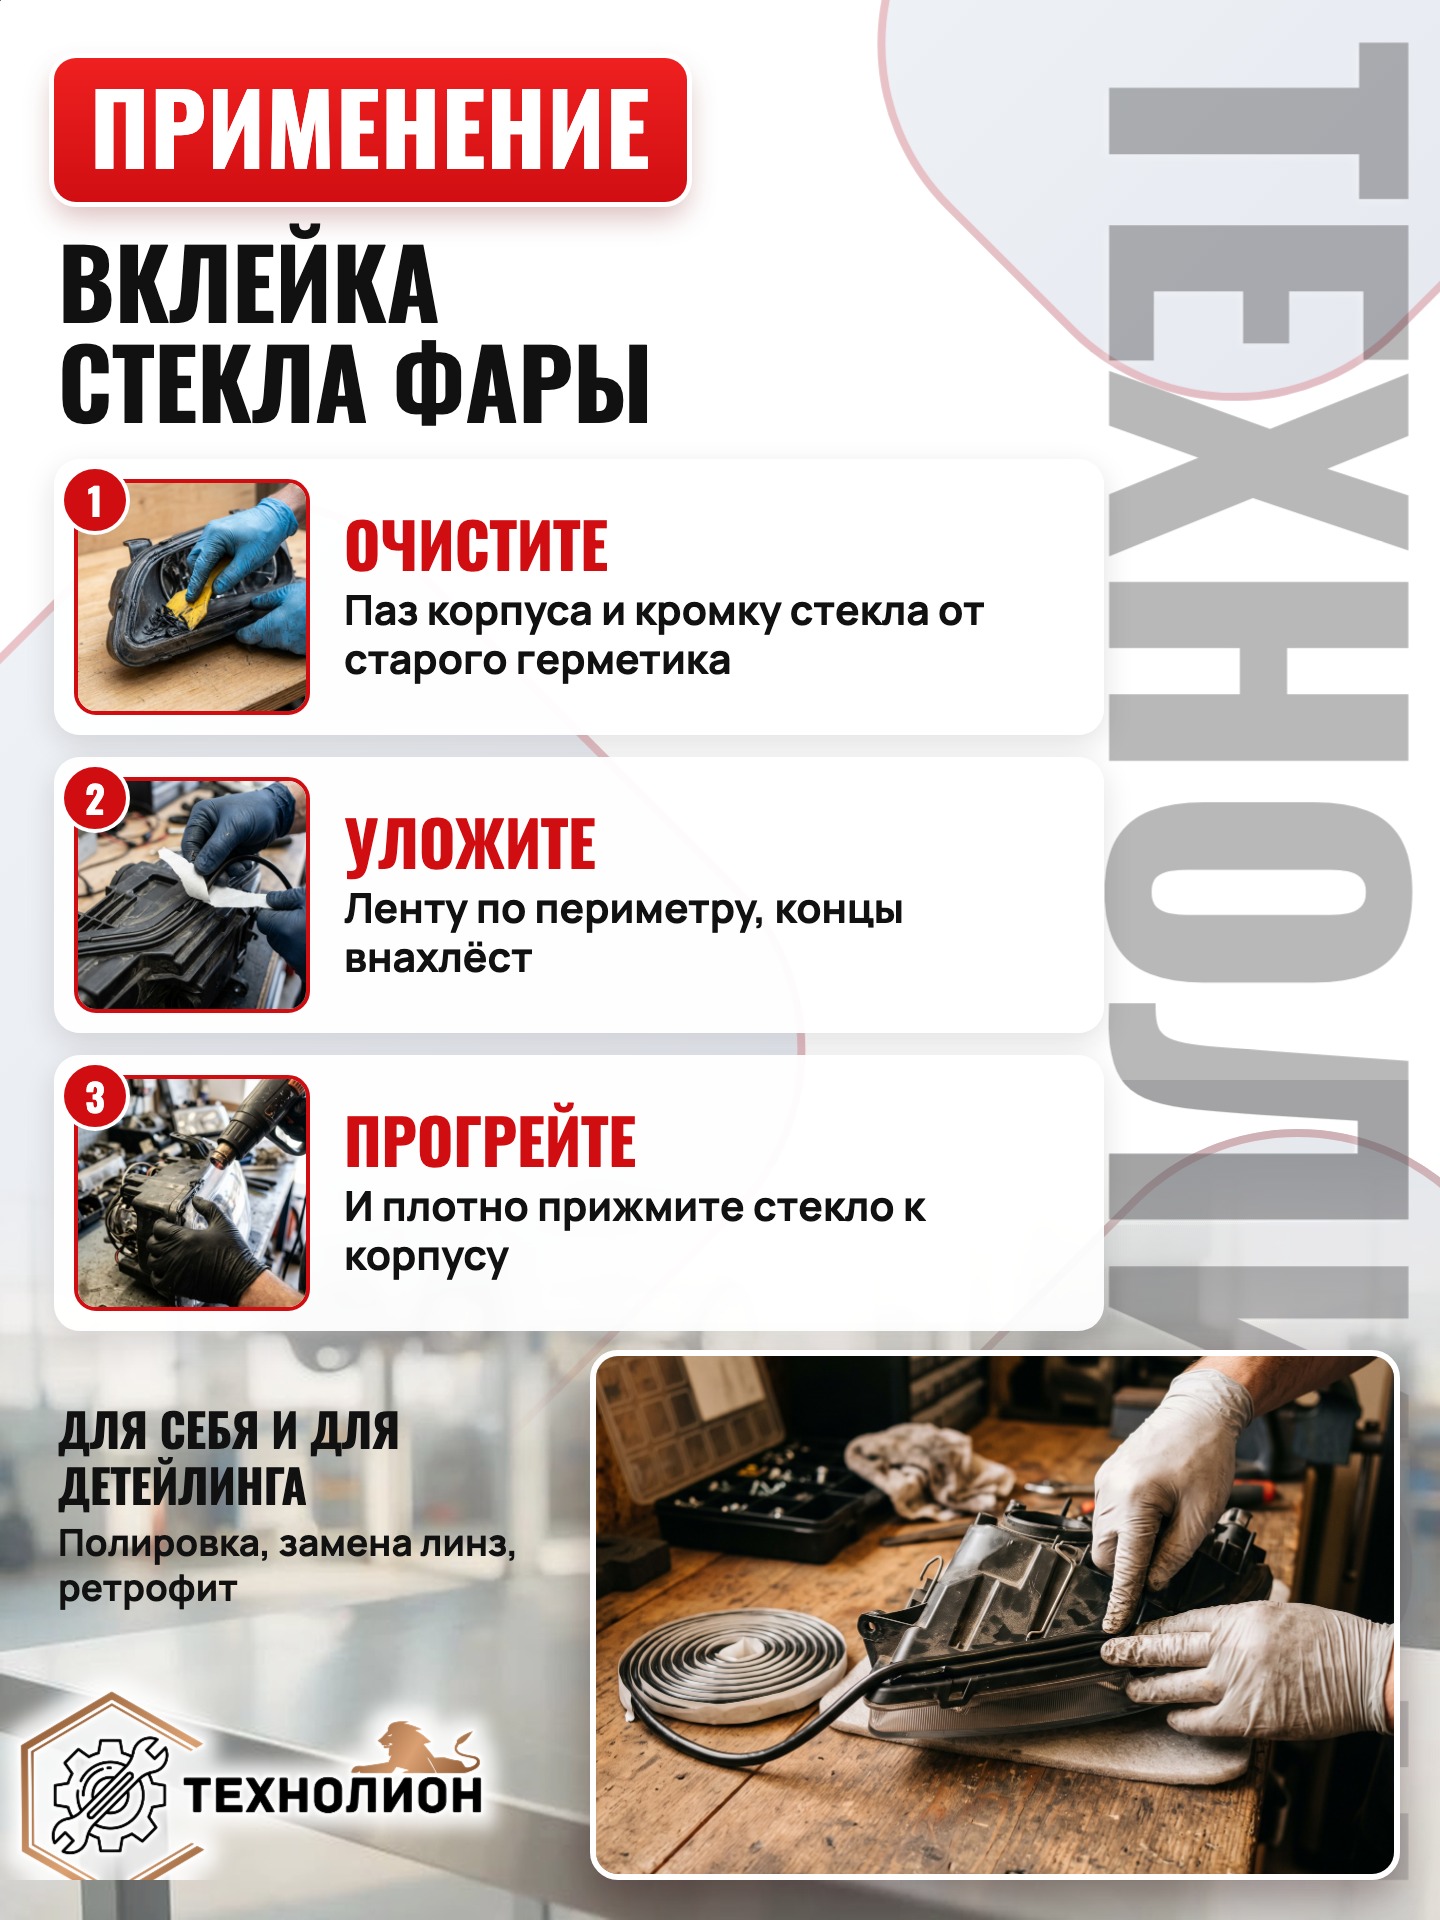 ПРИМЕНЕНИЕ
ВКЛЕЙКА
СТЕКЛА ФАРЫ
1
ОЧИСТИТЕ
Паз корпуса и кромку стекла от
старого герметика
2
УЛОЖИТЕ
Ленту по периметру, концы
внахлёст
3
ПРОГРЕЙТЕ
И плотно прижмите стекло к
корпусу
ДЛЯ СЕБЯ И ДЛЯ
ДЕТЕЙЛИНГА
Полировка, замена линз,
ретрофит
ТЕХНОЛИОН
ТЕХНОЛИ